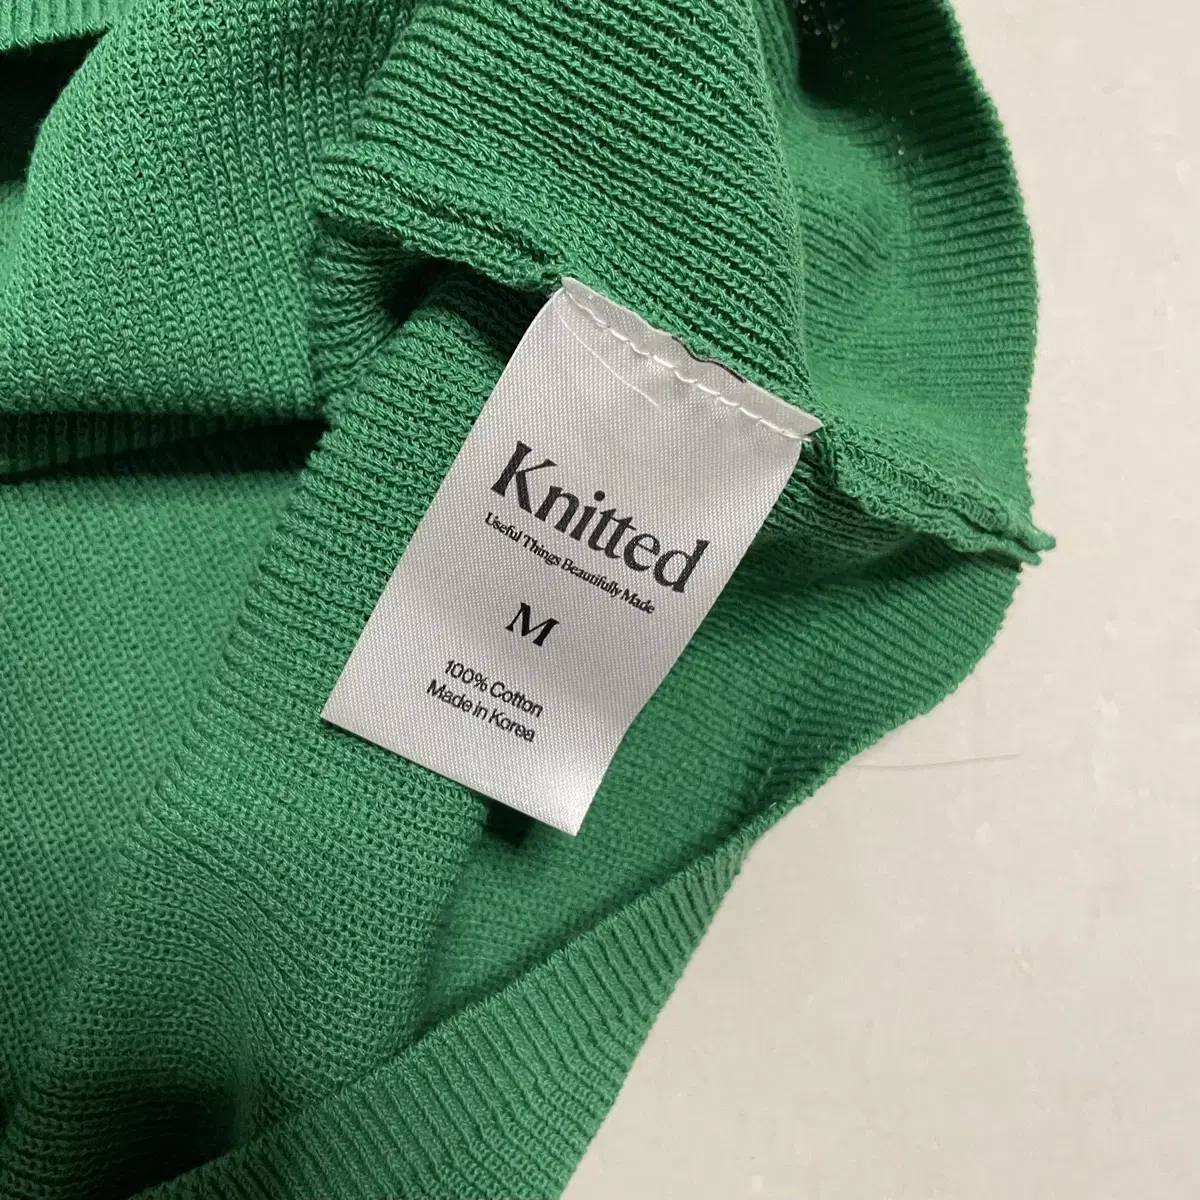 Knitted
Useful Things Beautifully Made
M
100% Cotton
Made in Korea